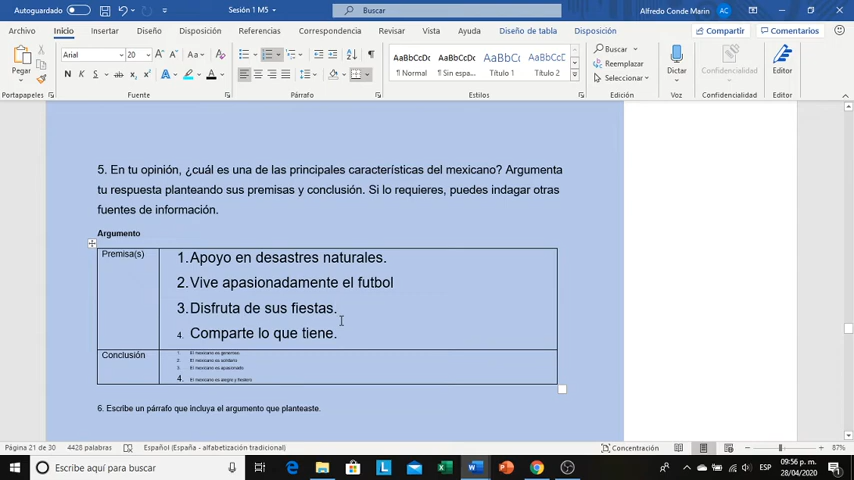 Autoguardado
Sesión 1 M5
Buscar
Alfredo Conde Marin
AC
Archivo Inicio Insertar Diseño Disposición Referencias Correspondencia Revisar Vista Ayuda Diseño de tabla Disposición
Compartir Comentarios
Pegar
Arial 20
N K S
Portapapeles Fuente Párrafo Estilos Voz Confidencialidad Editor
AaBbCcDc AaBbCcDc AaBbCc AaBbCcD
¶ Normal ¶ Sin espa... Título 1 Título 2
Buscar
Reemplazar
Seleccionar
Dictar
Confidencialidad
Editor
5. En tu opinión, ¿cuál es una de las principales características del mexicano? Argumenta
tu respuesta planteando sus premisas y conclusión. Si lo requieres, puedes indagar otras
fuentes de información.
Argumento
Premisa(s)
1.Apoyo en desastres naturales.
2.Vive apasionadamente el futbol
3.Disfruta de sus fiestas.
4. Comparte lo que tiene.
Conclusión
1. El mexicano es generoso.
2. El mexicano es solidario
3. El mexicano es apasionado
4. El mexicano es alegre y fiestero
6. Escribe un párrafo que incluya el argumento que planteaste.
Página 21 de 30 4428 palabras Español (España - alfabetización tradicional) Concentración 87%
Escribe aquí para buscar
ESP
09:56 p. m.
28/04/2020